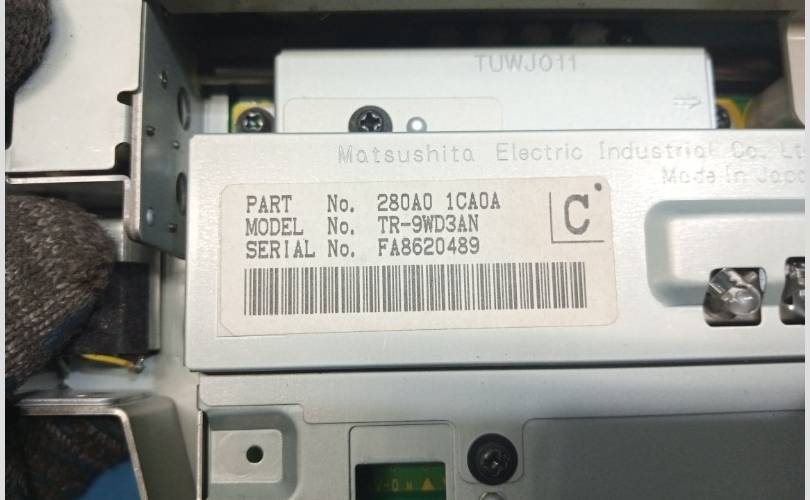 TUWJ011
Matsushita Electric Industrial Co. Lt
Made In Japa
PART No. 280A0 1CA0A
MODEL No. TR-9WD3AN
SERIAL No. FA8620489
C